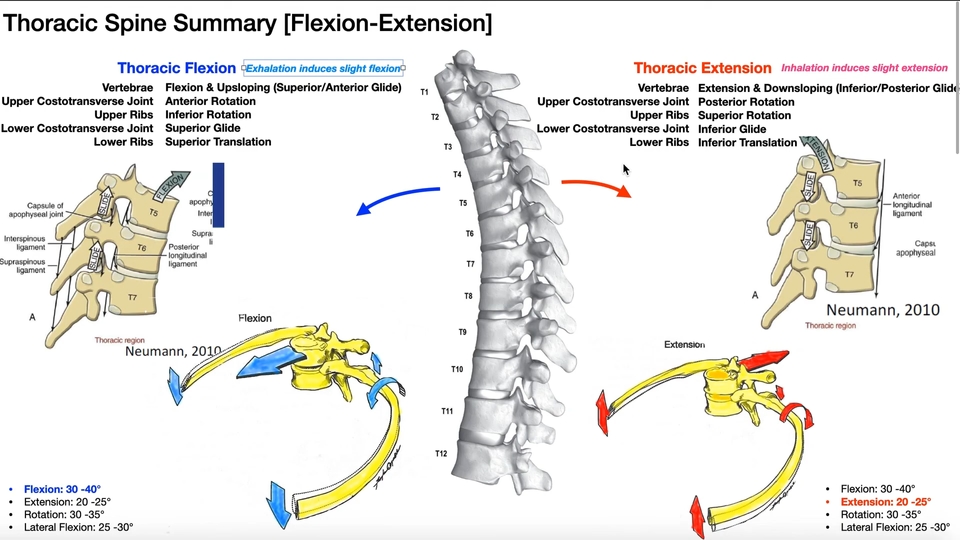 Thoracic Spine Summary [Flexion-Extension]
Thoracic Flexion Exhalation induces slight flexion
Vertebrae Flexion & Upsloping (Superior/Anterior Glide)
Upper Costotransverse Joint Anterior Rotation
Upper Ribs Inferior Rotation
Lower Costotransverse Joint Superior Glide
Lower Ribs Superior Translation
Thoracic Extension Inhalation induces slight extension
Vertebrae Extension & Downsloping (Inferior/Posterior Glide
Upper Costotransverse Joint Posterior Rotation
Upper Ribs Superior Rotation
Lower Costotransverse Joint Inferior Glide
Lower Ribs Inferior Translation
T1
T2
T3
T4
T5
T6
T7
T8
T9
T10
T11
T12
FLEXION
SLIDE
SLIDE
T5
T6
T7
Capsule of
apophyseal joint
Interspinous
ligament
Supraspinous
ligament
Posterior
longitudinal
ligament
A
Thoracic region
Neumann, 2010
SLIDE
SLIDE
T5
T6
T7
Anterior
longitudinal
ligament
Capsu
apophyseal
A
Neumann, 2010
Thoracic region
Flexion
Extension
• Flexion: 30 -40°
• Extension: 20 -25°
• Rotation: 30 -35°
• Lateral Flexion: 25 -30°
• Flexion: 30 -40°
• Extension: 20 -25°
• Rotation: 30 -35°
• Lateral Flexion: 25 -30°